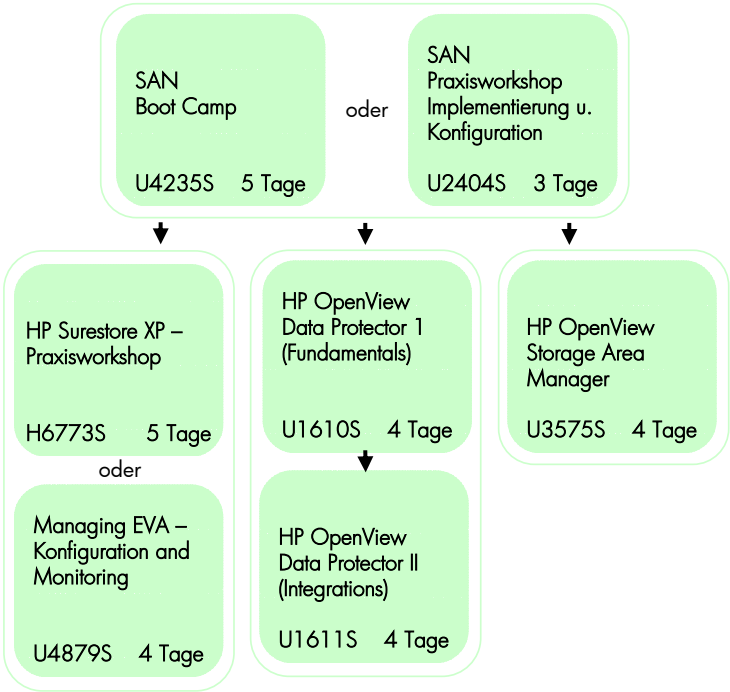 SAN
Boot Camp
U4235S 5 Tage
oder
SAN
Praxisworkshop
Implementierung u.
Konfiguration
U2404S 3 Tage
HP Surestore XP –
Praxisworkshop
H6773S 5 Tage
oder
Managing EVA –
Konfiguration and
Monitoring
U4879S 4 Tage
HP OpenView
Data Protector 1
(Fundamentals)
U1610S 4 Tage
HP OpenView
Data Protector II
(Integrations)
U1611S 4 Tage
HP OpenView
Storage Area
Manager
U3575S 4 Tage